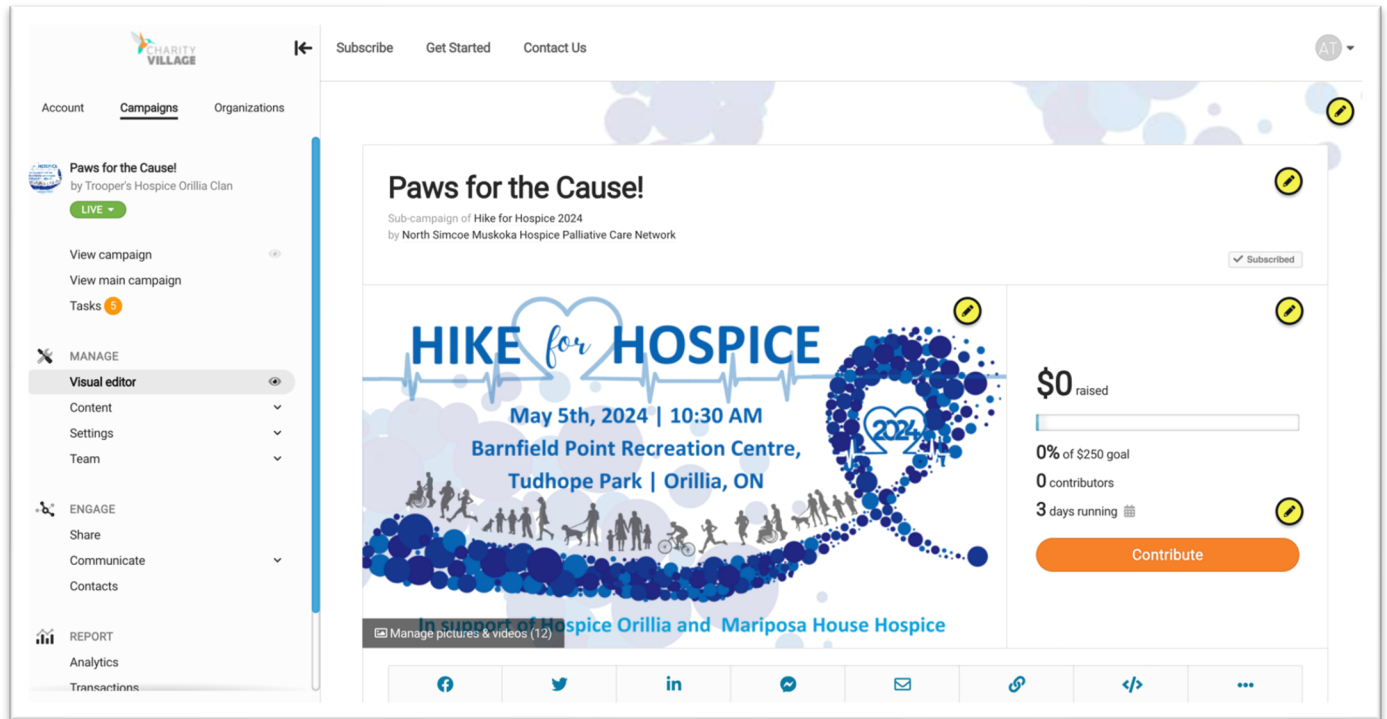 CHARITY
VILLAGE
Subscribe
Get Started
Contact Us
AT
Account
Campaigns
Organizations
Paws for the Cause!
by Trooper's Hospice Orillia Clan
LIVE
View campaign
View main campaign
Tasks 5
MANAGE
Visual editor
Content
Settings
Team
ENGAGE
Share
Communicate
Contacts
REPORT
Analytics
Transactions
Paws for the Cause!
Sub-campaign of Hike for Hospice 2024
by North Simcoe Muskoka Hospice Palliative Care Network
Subscribed
HIKE for HOSPICE
May 5th, 2024 | 10:30 AM
Barnfield Point Recreation Centre,
Tudhope Park | Orillia, ON
2024
In support of Hospice Orillia and Mariposa House Hospice
Manage pictures & videos (12)
$0 raised
0% of $250 goal
0 contributors
3 days running
Contribute